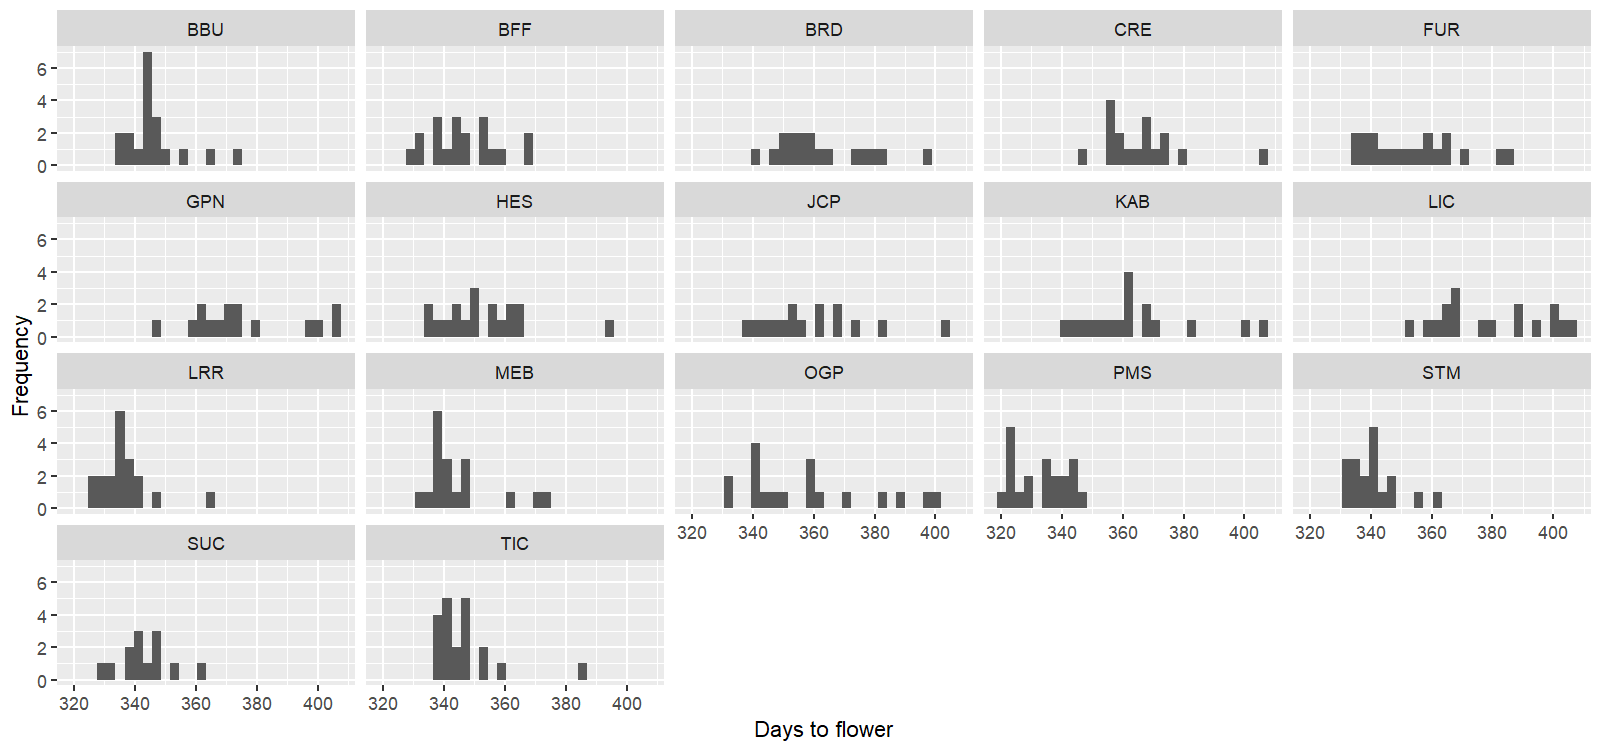 BBU BFF BRD CRE FUR
6
4
2
0
GPN HES JCP KAB LIC
6
4
2
0
LRR MEB OGP PMS STM
6
4
2
0
320 340 360 380 400 320 340 360 380 400 320 340 360 380 400
SUC TIC
6
4
2
0
320 340 360 380 400 320 340 360 380 400
Days to flower
Frequency